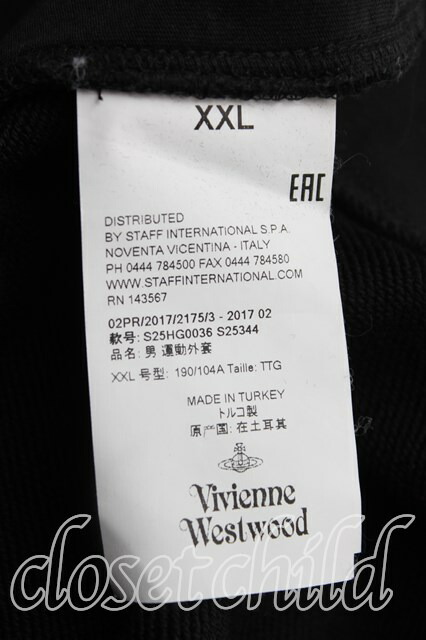 XXL
EAC
DISTRIBUTED
BY STAFF INTERNATIONAL S.P.A.
NOVENTA VICENTINA - ITALY
PH 0444 784500 FAX 0444 784580
WWW.STAFFINTERNATIONAL.COM
RN 143567
02PR/2017/2175/3 - 2017 02
款号: S25HG0036 S25344
品名: 男 運動外套
XXL 号型: 190/104A Taille: TTG
MADE IN TURKEY
トルコ製
国: 在土耳其
Vivienne
Westwood
closetchild